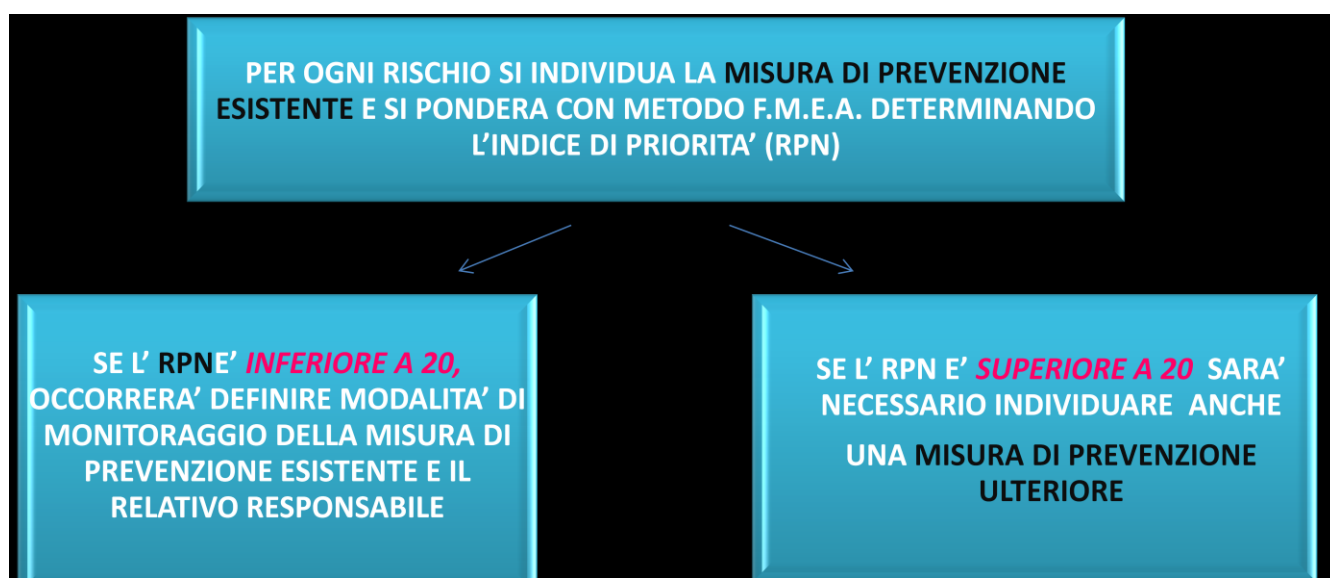 PER OGNI RISCHIO SI INDIVIDUA LA MISURA DI PREVENZIONE
ESISTENTE E SI PONDERA CON METODO F.M.E.A. DETERMINANDO
L’INDICE DI PRIORITA’ (RPN)
SE L’ RPNE’ INFERIORE A 20,
OCCORRERA’ DEFINIRE MODALITA’ DI
MONITORAGGIO DELLA MISURA DI
PREVENZIONE ESISTENTE E IL
RELATIVO RESPONSABILE
SE L’ RPN E’ SUPERIORE A 20 SARA’
NECESSARIO INDIVIDUARE ANCHE
UNA MISURA DI PREVENZIONE
ULTERIORE